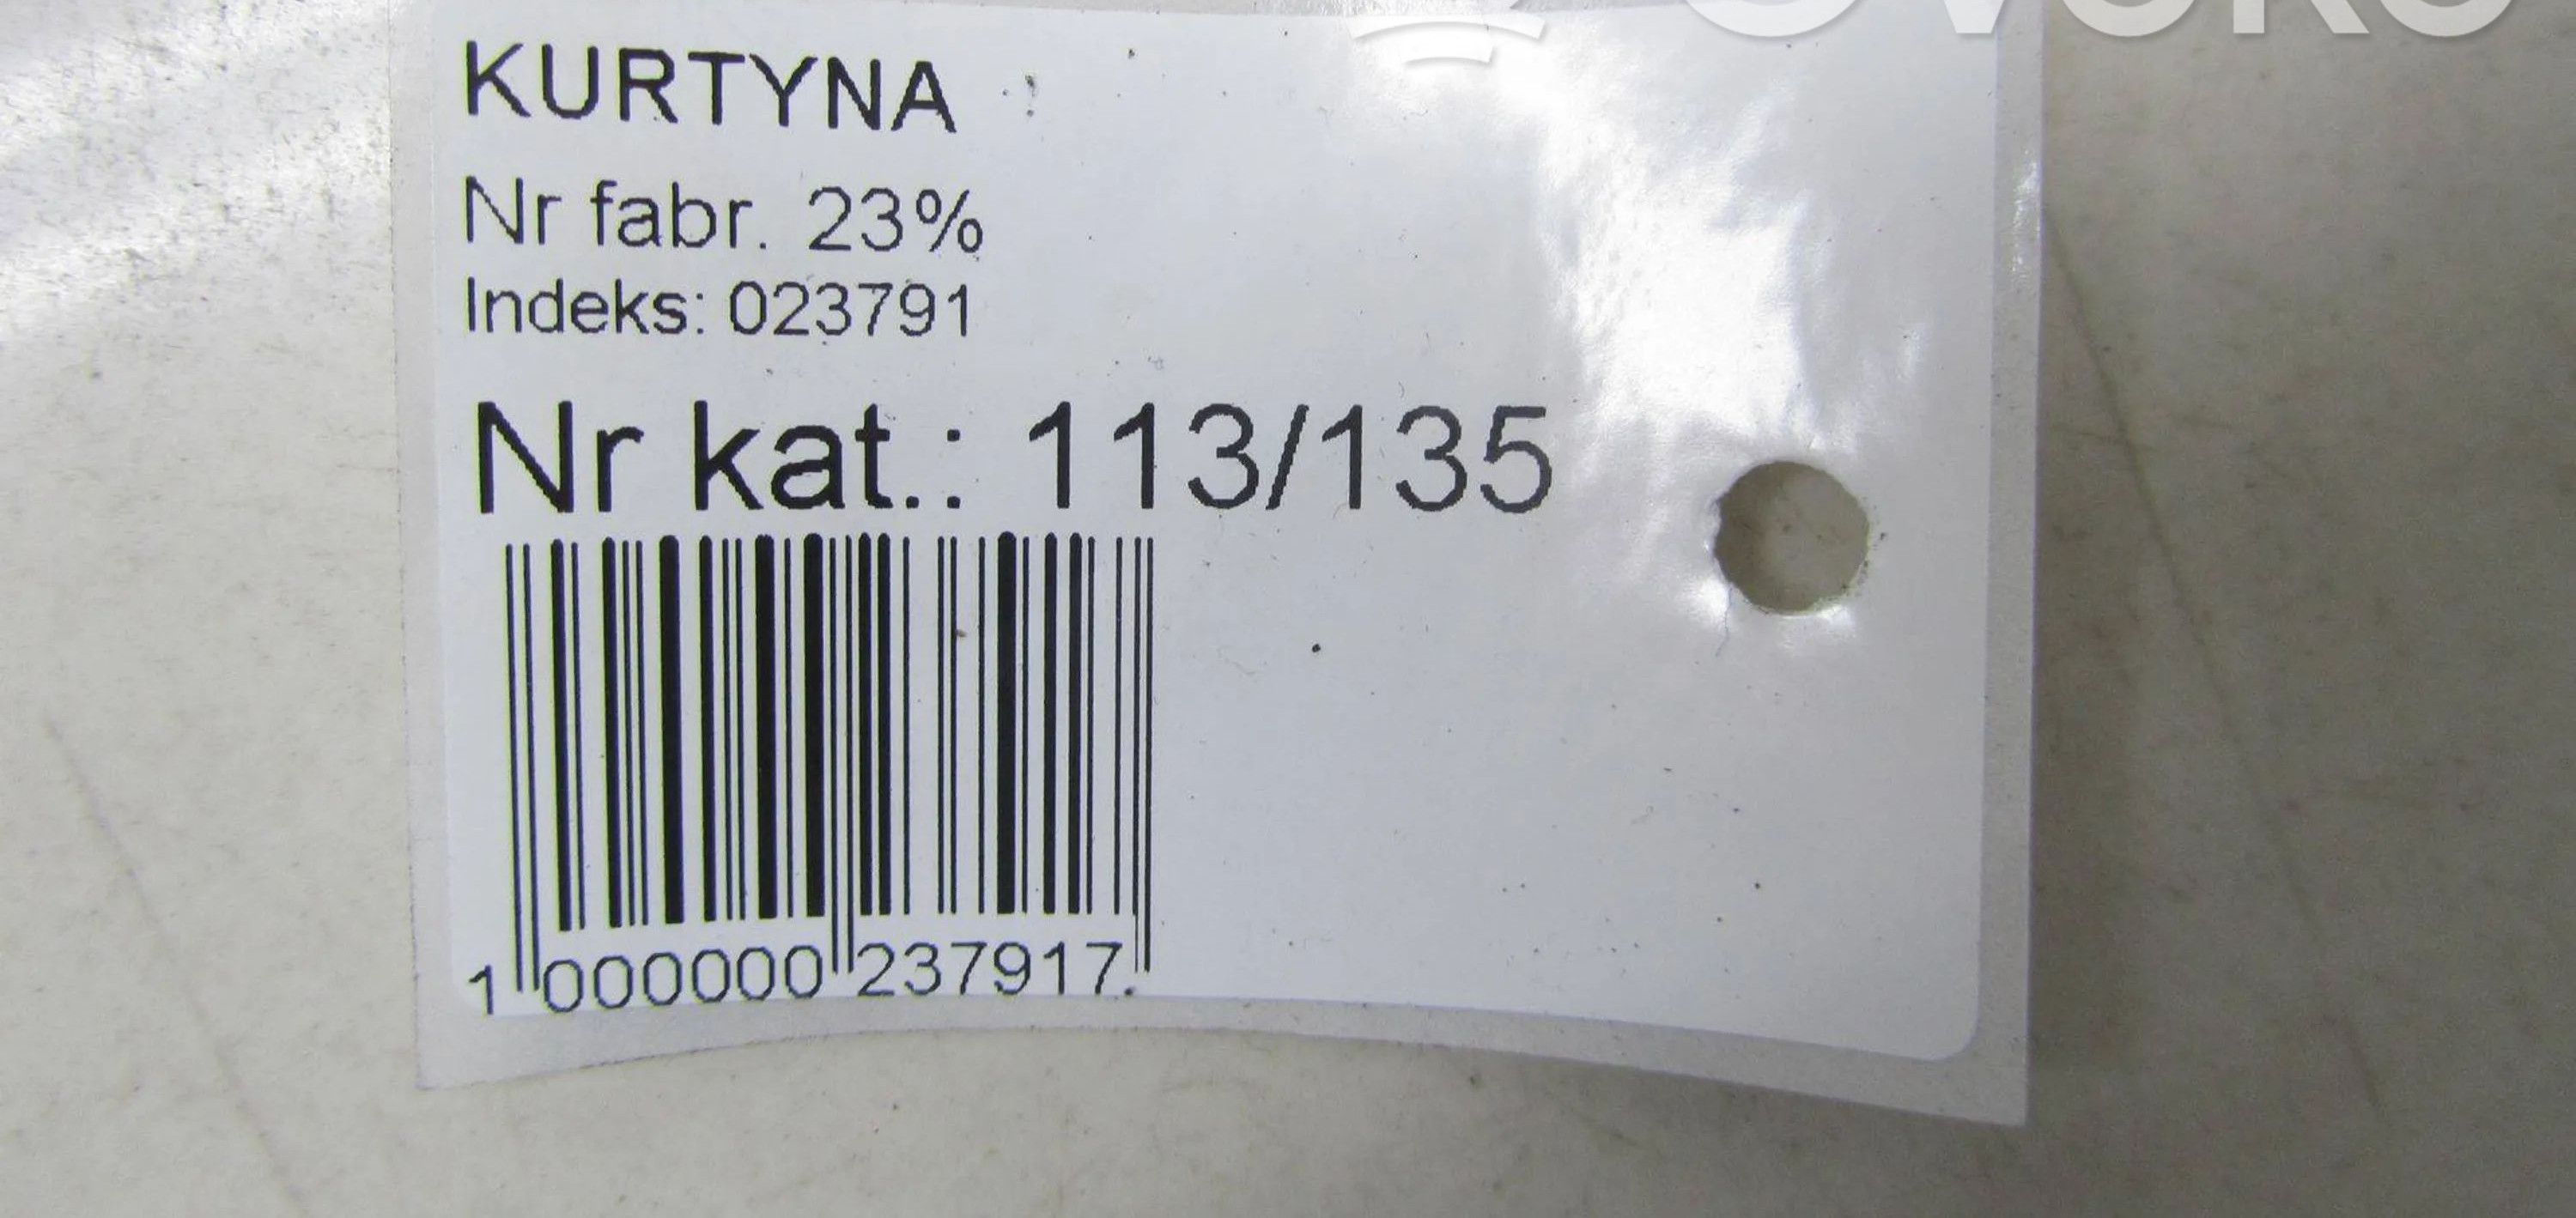 KURTYNA
Nr fabr. 23%
Indeks: 023791
Nr kat.: 113/135
1 000000 237917